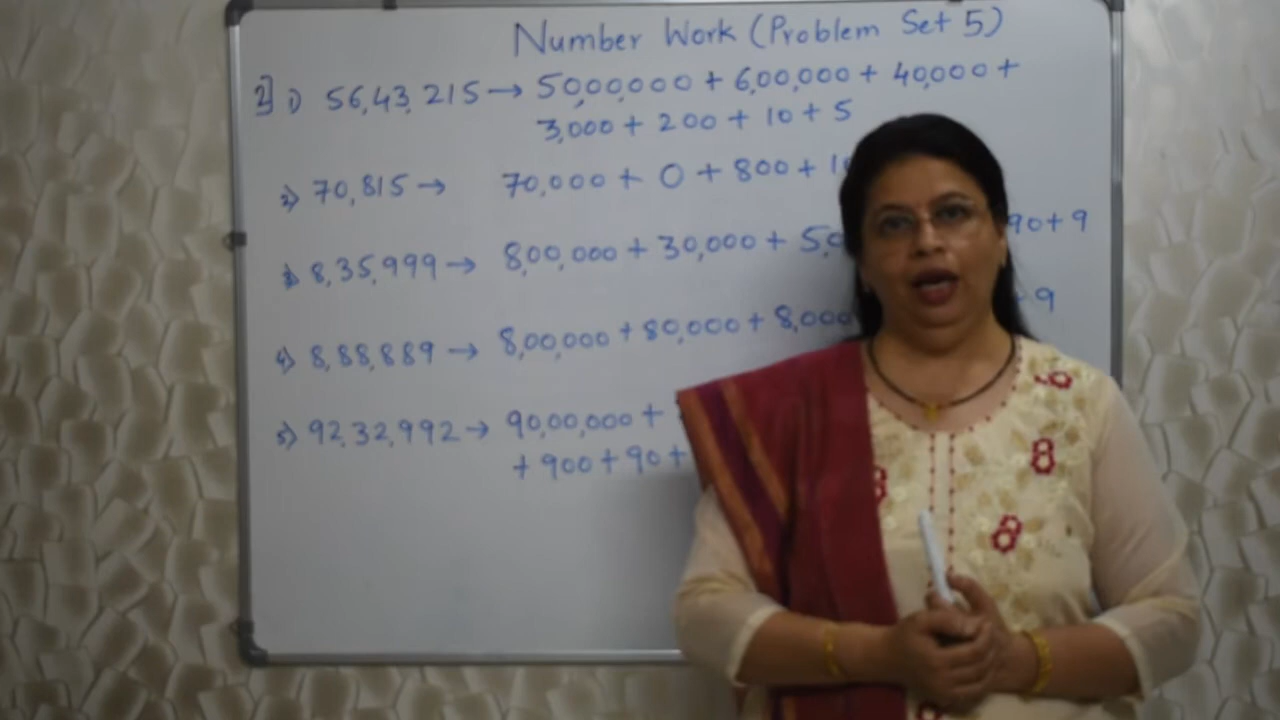 Number Work (Problem Set 5)
2] 1) 56,43,215 → 50,00,000 + 6,00,000 + 40,000 +
3,000 + 200 + 10 + 5
2) 70,815 → 70,000 + 0 + 800 +
3) 8,35,999 → 8,00,000 + 30,000 + 90 + 9
4) 8,88,889 → 8,00,000 + 80,000 + 8,000 9
5) 92,32,992 → 90,00,000 +
+ 900 + 90 +